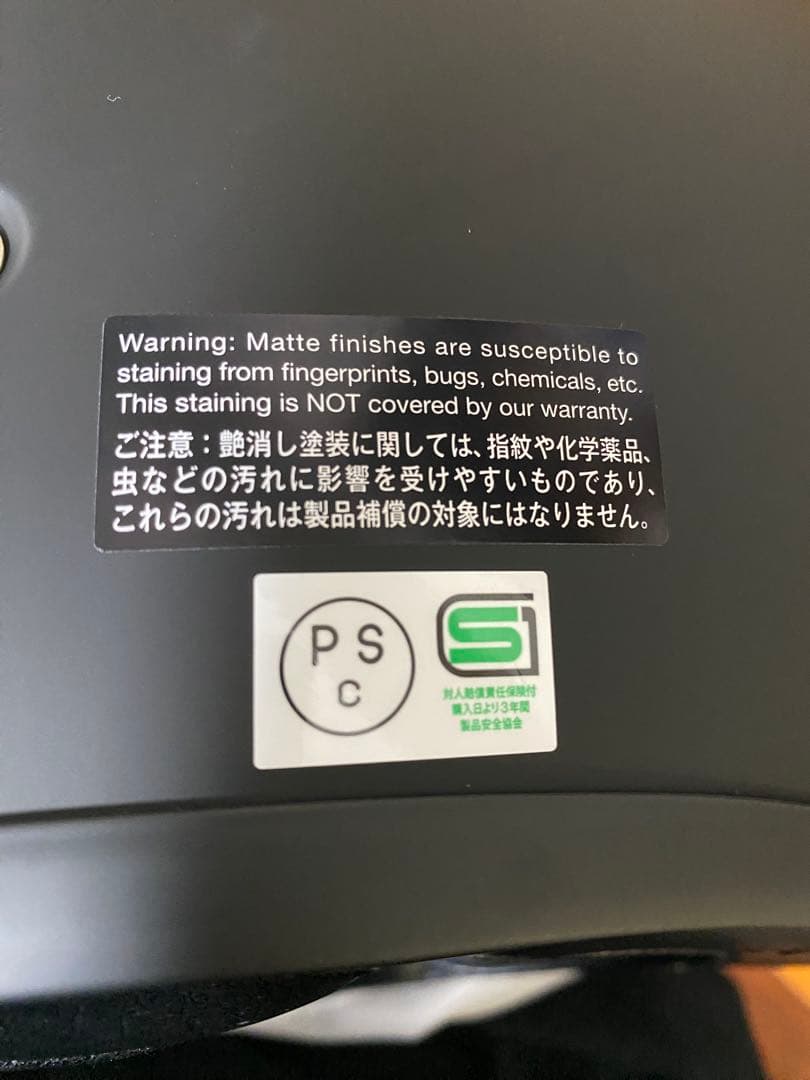 Warning: Matte finishes are susceptible to
staining from fingerprints, bugs, chemicals, etc.
This staining is NOT covered by our warranty.
ご注意：艶消し塗装に関しては、指紋や化学薬品、
虫などの汚れに影響を受けやすいものであり、
これらの汚れは製品補償の対象にはなりません。
P S
C
SG
対人賠償責任保険付
購入日より3年間
製品安全協会